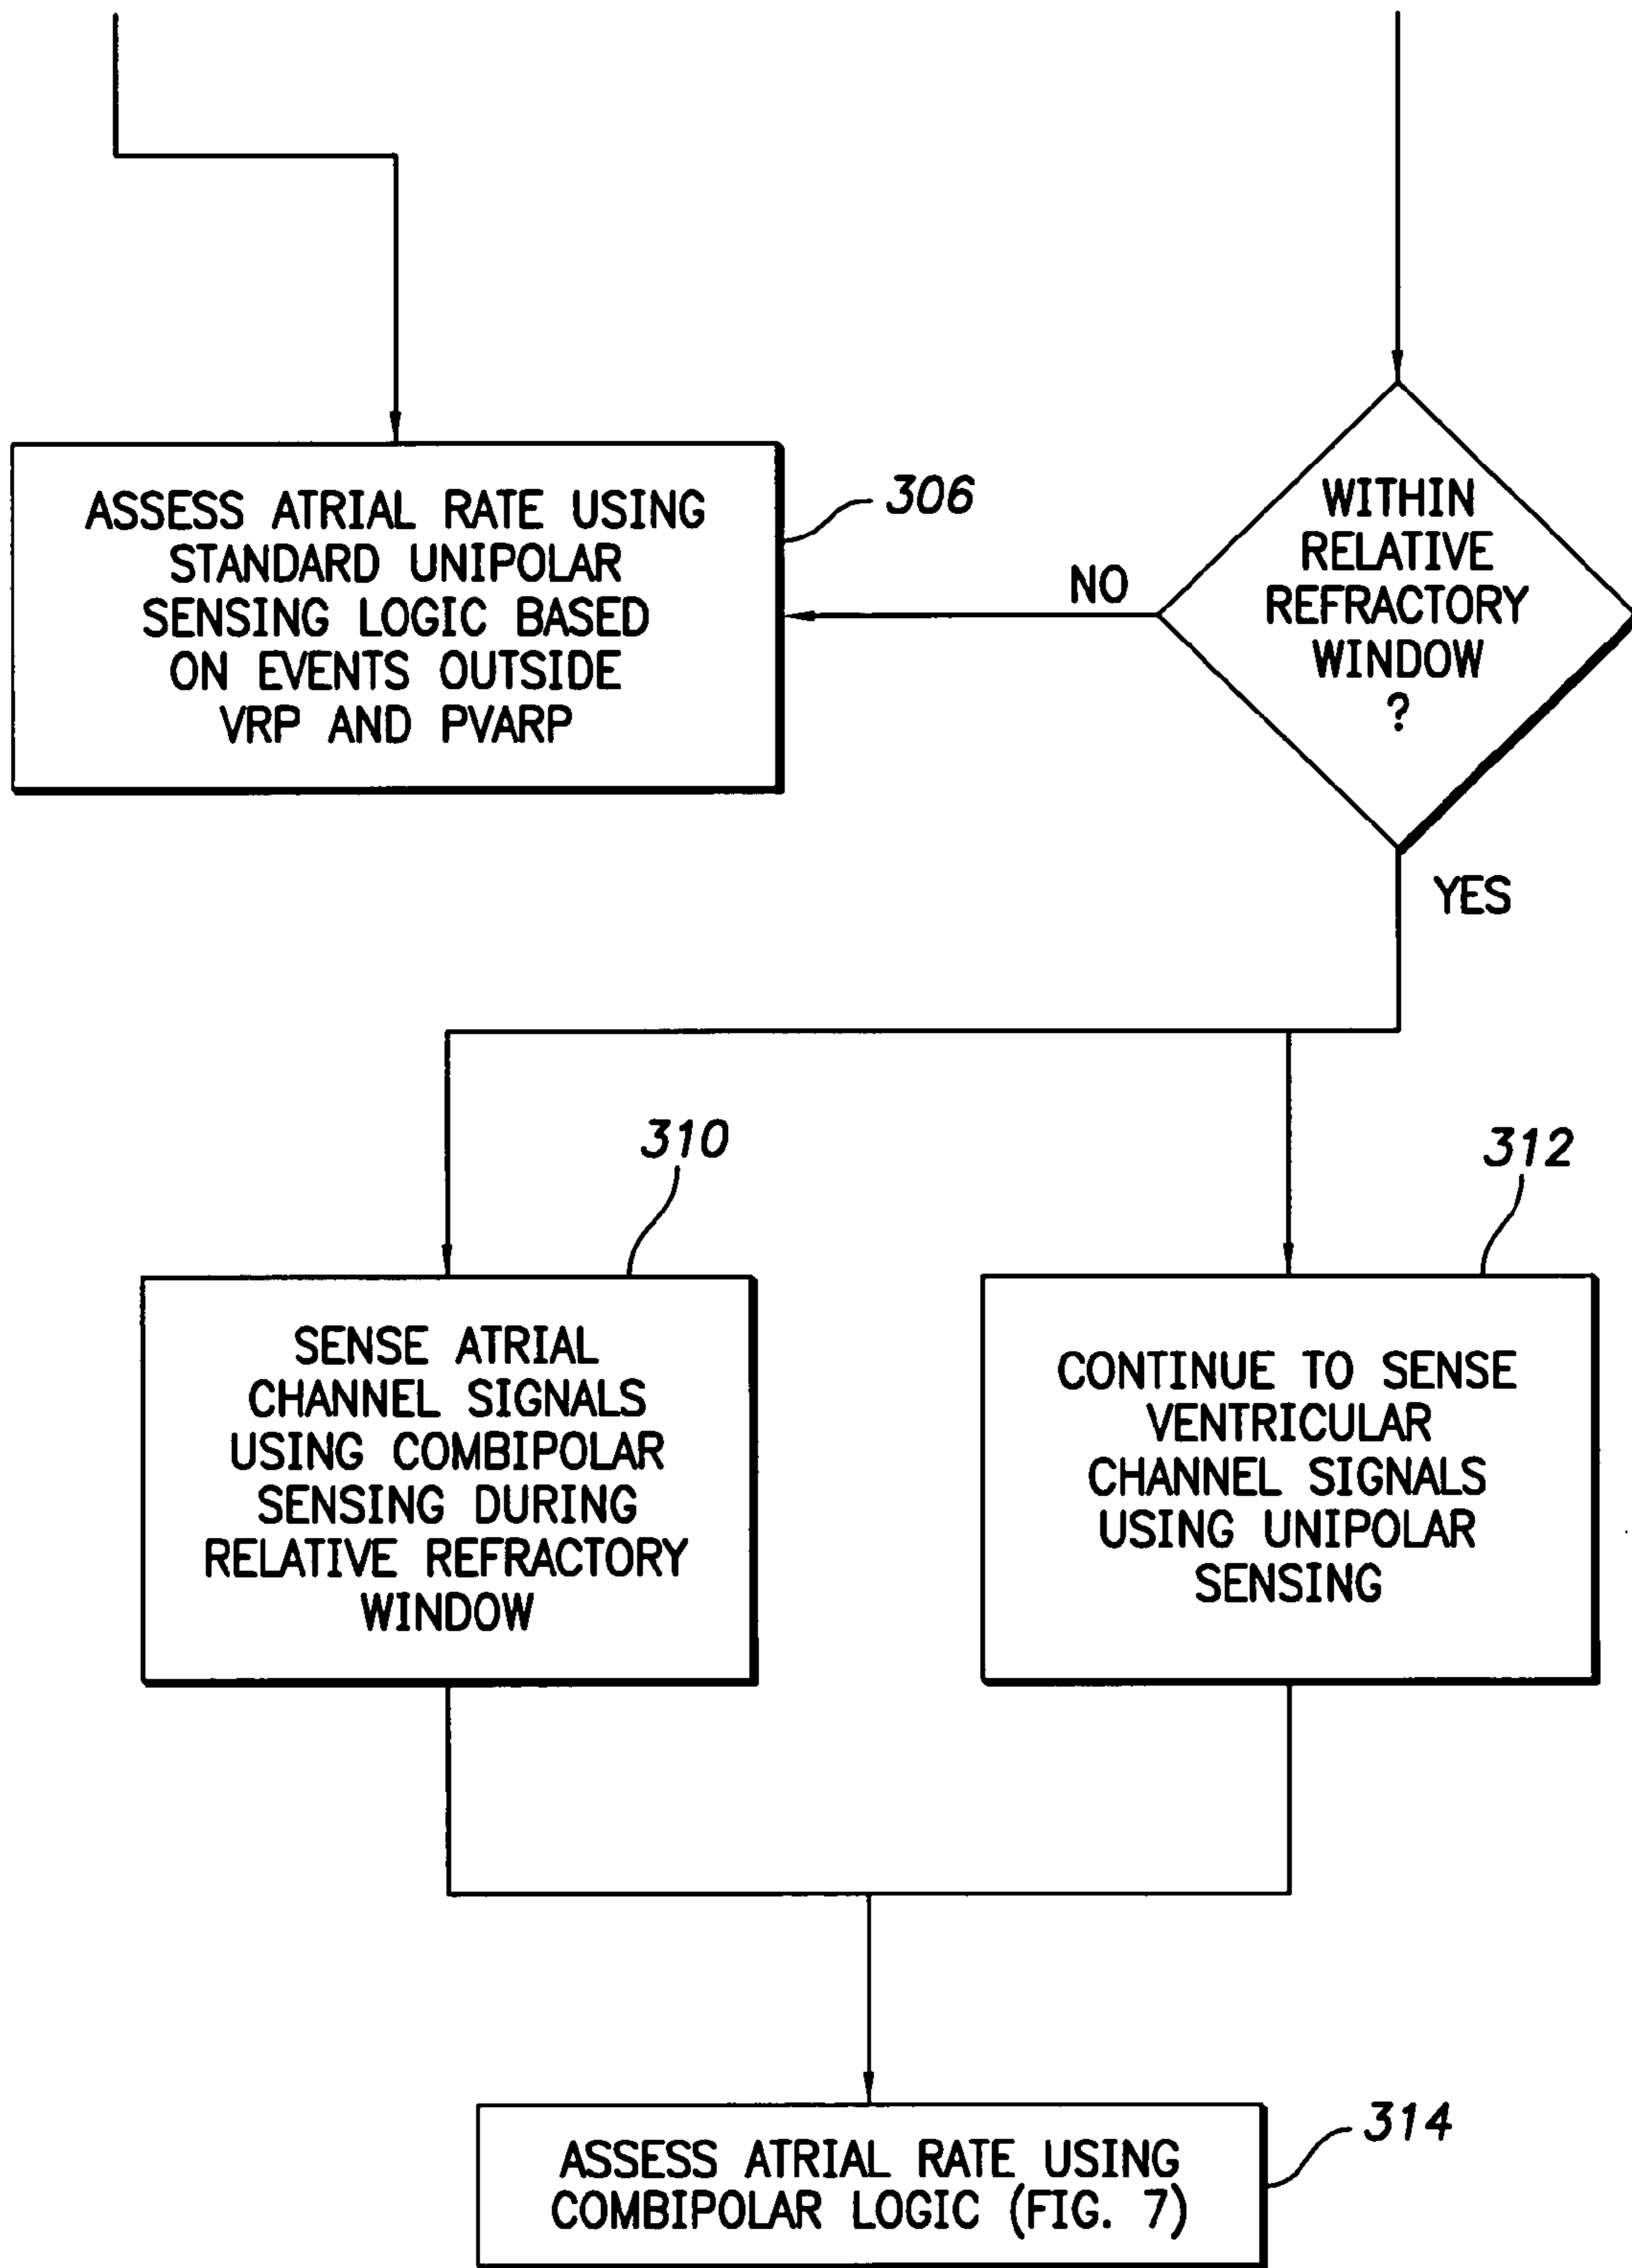 ASSESS ATRIAL RATE USING
STANDARD UNIPOLAR
SENSING LOGIC BASED
ON EVENTS OUTSIDE
VRP AND PVARP
306
NO
WITHIN
RELATIVE
REFRACTORY
WINDOW
?
YES
310
312
SENSE ATRIAL
CHANNEL SIGNALS
USING COMBIPOLAR
SENSING DURING
RELATIVE REFRACTORY
WINDOW
CONTINUE TO SENSE
VENTRICULAR
CHANNEL SIGNALS
USING UNIPOLAR
SENSING
ASSESS ATRIAL RATE USING
COMBIPOLAR LOGIC (FIG. 7)
314